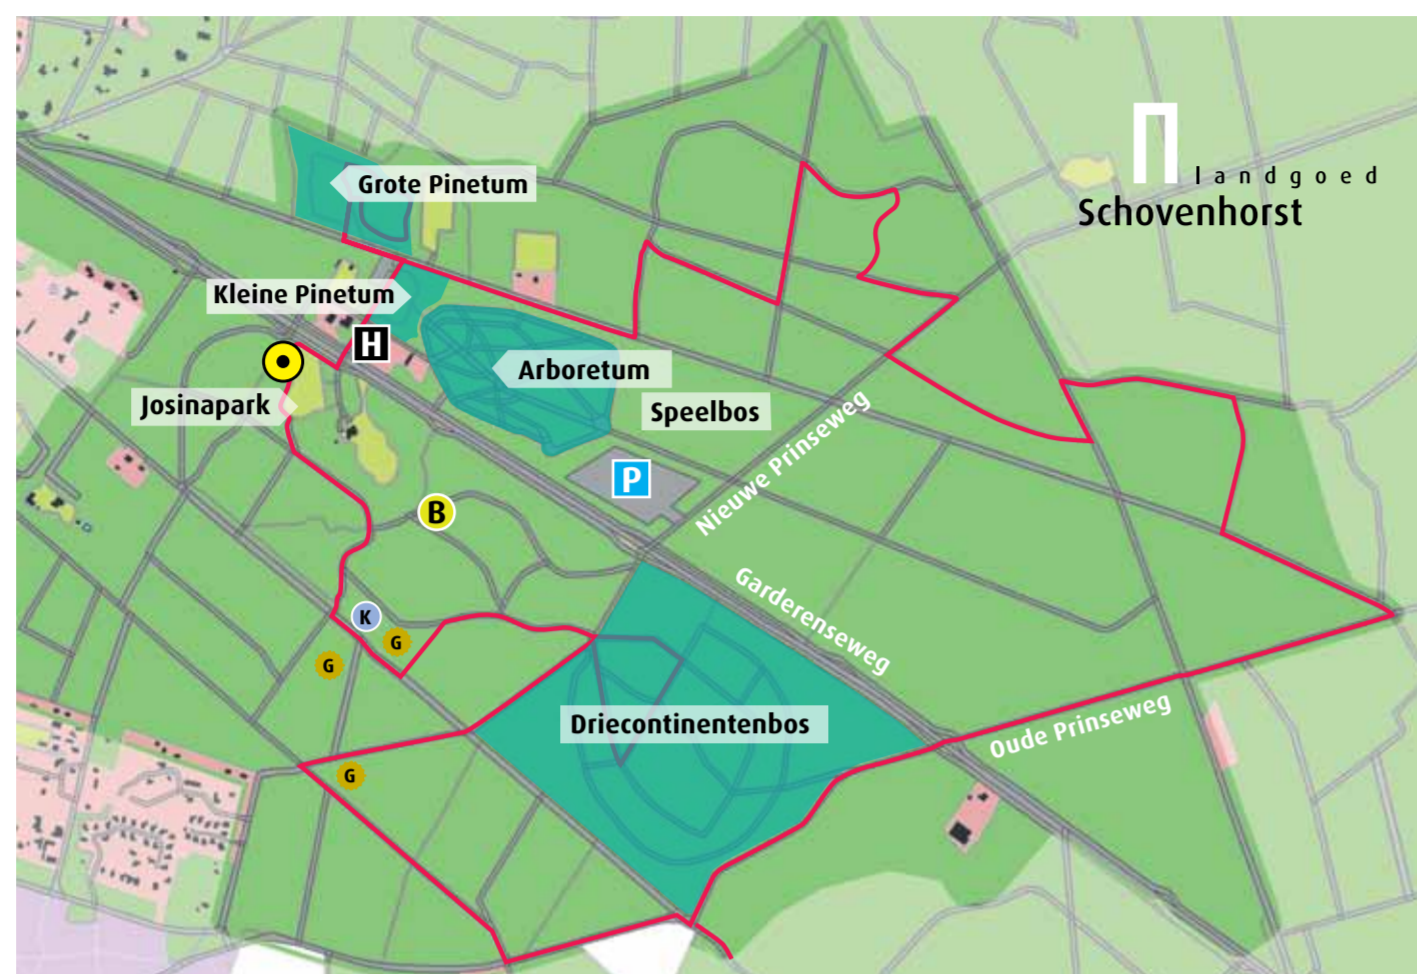 landgoed
Schovenhorst
Grote Pinetum
Kleine Pinetum
H
Arboretum
Josinapark
Speelbos
P
Nieuwe Prinseweg
B
Garderenseweg
K
G
G
Driecontinentenbos
Oude Prinseweg
G